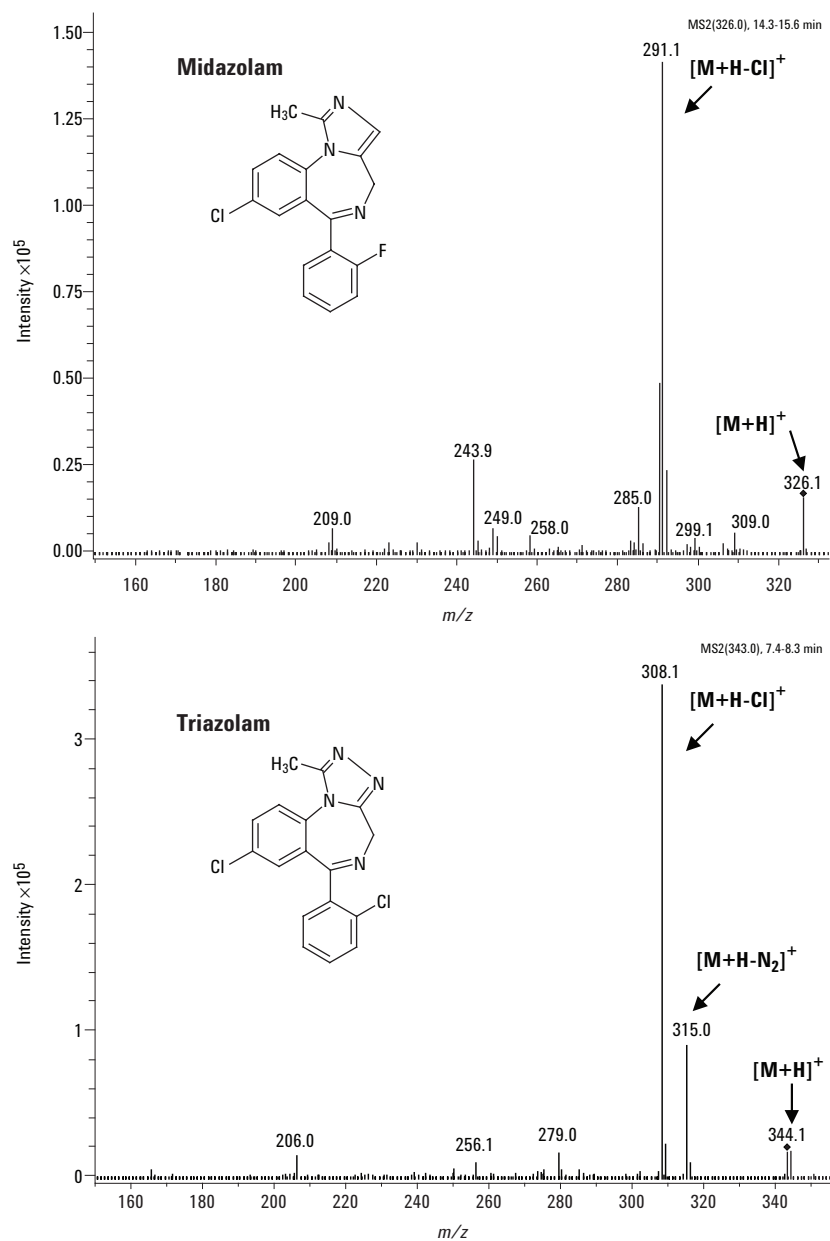 MS2(326.0), 14.3-15.6 min
Midazolam
291.1
[M+H-Cl]+
H3C
N
N
N
Cl
F
[M+H]+
326.1
243.9
285.0
209.0
249.0
258.0
299.1
309.0
Intensity ×10⁵
1.50
1.25
1.00
0.75
0.50
0.25
0.00
160 180 200 220 240 260 280 300 320
m/z
MS2(343.0), 7.4-8.3 min
Triazolam
308.1
[M+H-Cl]+
H3C
N
N
N
N
Cl
Cl
[M+H-N2]+
315.0
[M+H]+
344.1
206.0
256.1
279.0
Intensity ×10⁵
3
2
1
0
160 180 200 220 240 260 280 300 320 340
m/z